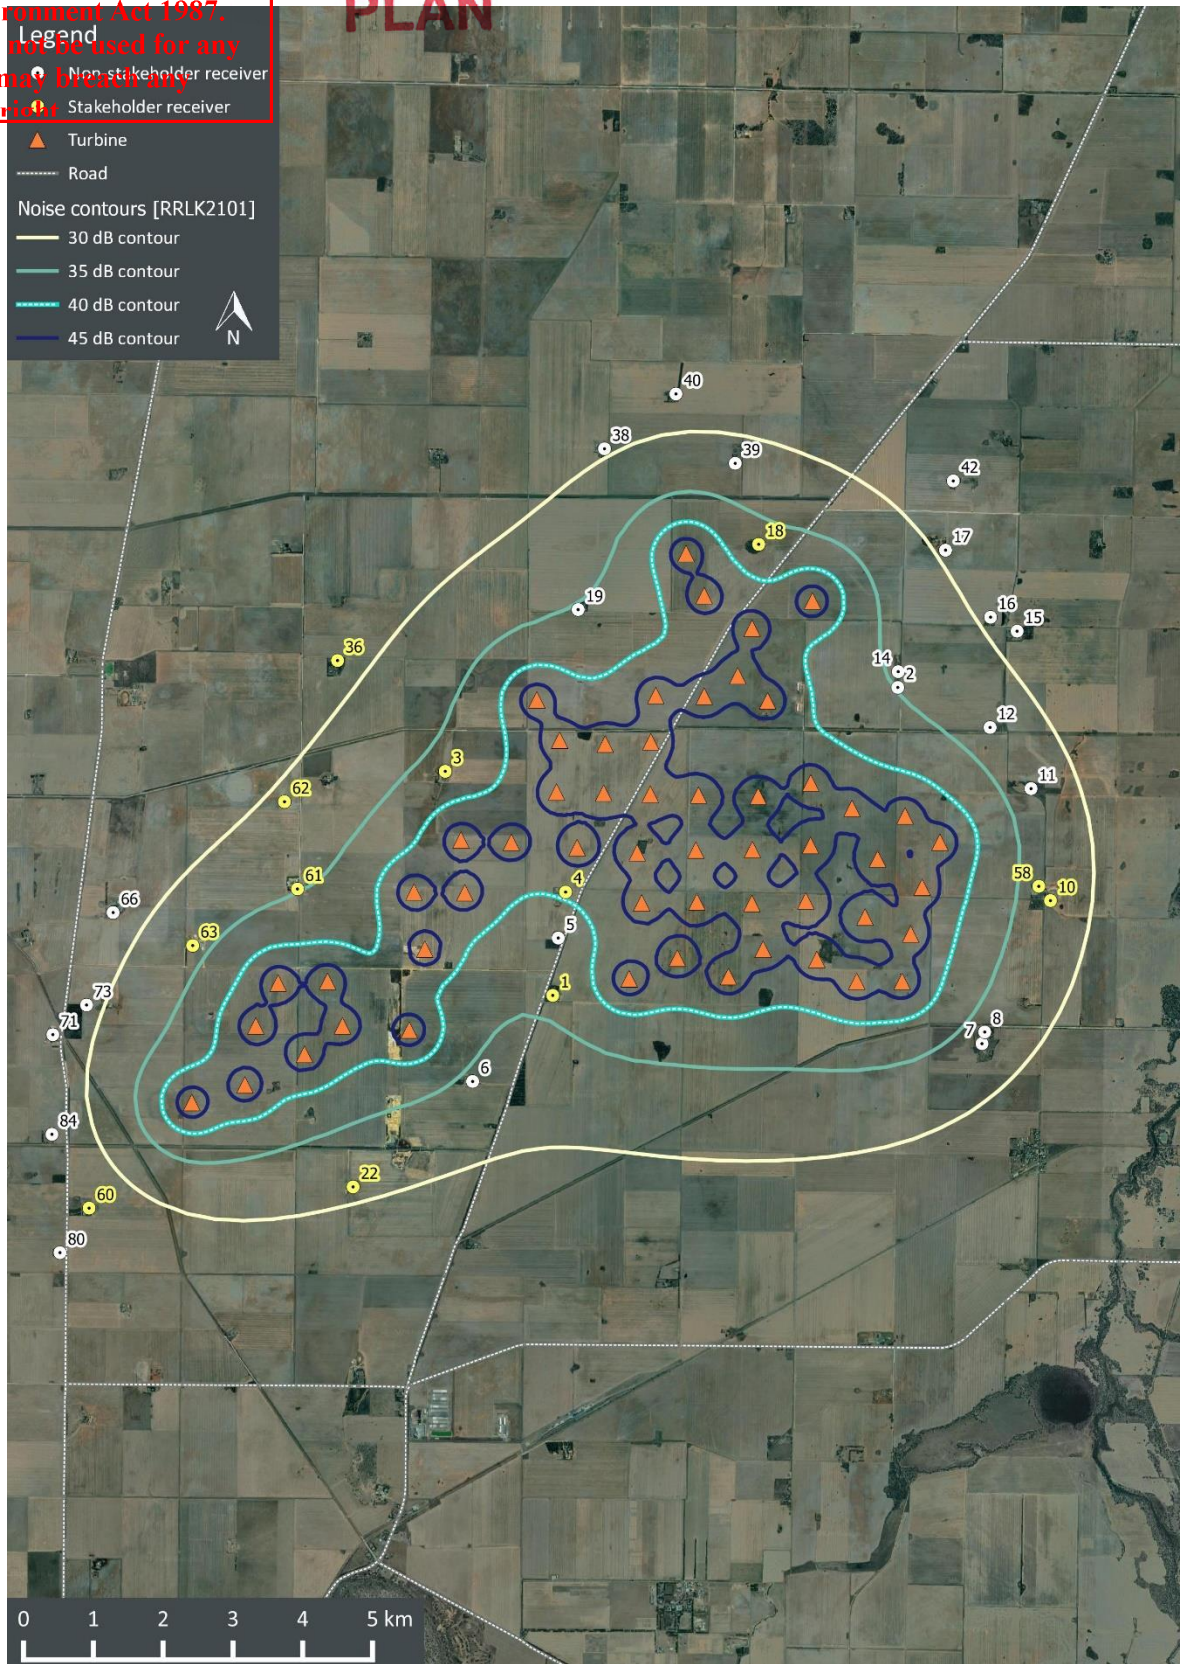 ronment Act 1987.
not be used for any
may breach any
right
PLAN
Legend
Non-stakeholder receiver
Stakeholder receiver
Turbine
Road
Noise contours [RRLK2101]
30 dB contour
35 dB contour
40 dB contour
45 dB contour
N
40
38
39
42
18
17
19
16
15
36
14
2
12
3
11
62
61
4
58
10
66
5
63
1
73
8
71
7
6
84
22
60
80
0 1 2 3 4 5 km